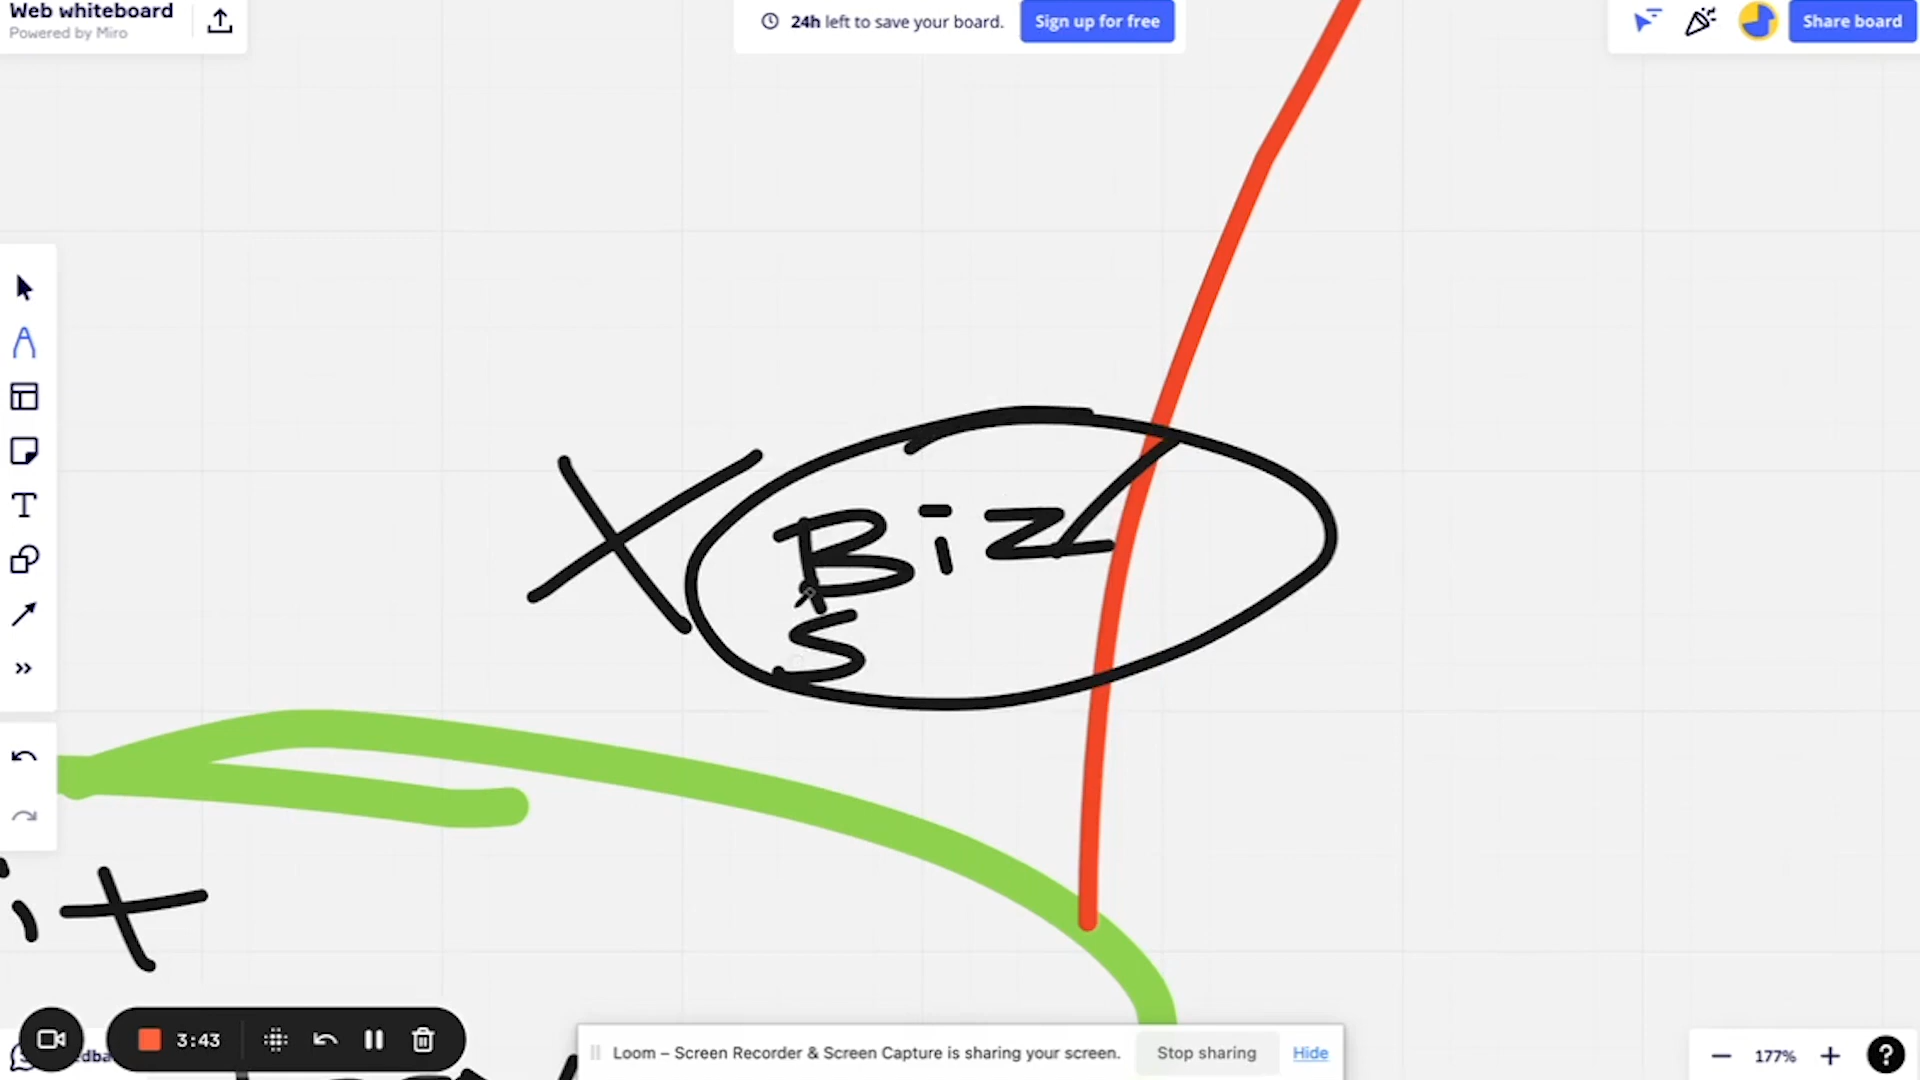 Web whiteboard
Powered by Miro
24h left to save your board.
Sign up for free
Share board
X Biz
S
it
3:43
Loom – Screen Recorder & Screen Capture is sharing your screen.
Stop sharing
Hide
177%
?